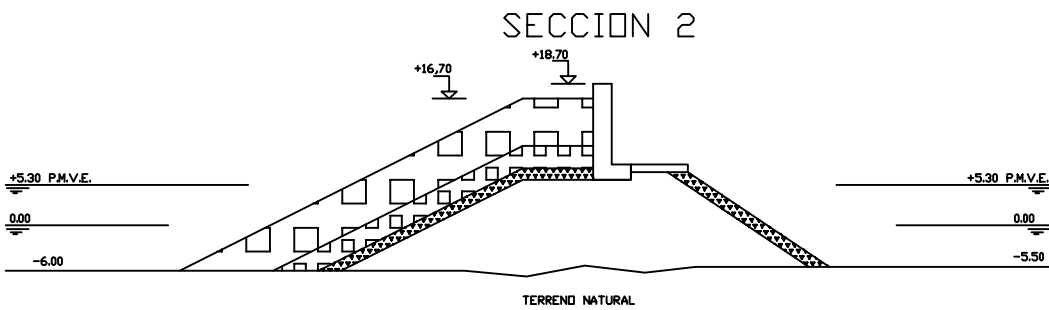 SECCION 2
+18.70
+16,70
+5.30 P.M.V.E.
+5.30 P.M.V.E.
0.00
0.00
-6.00
-5.50
TERRENO NATURAL